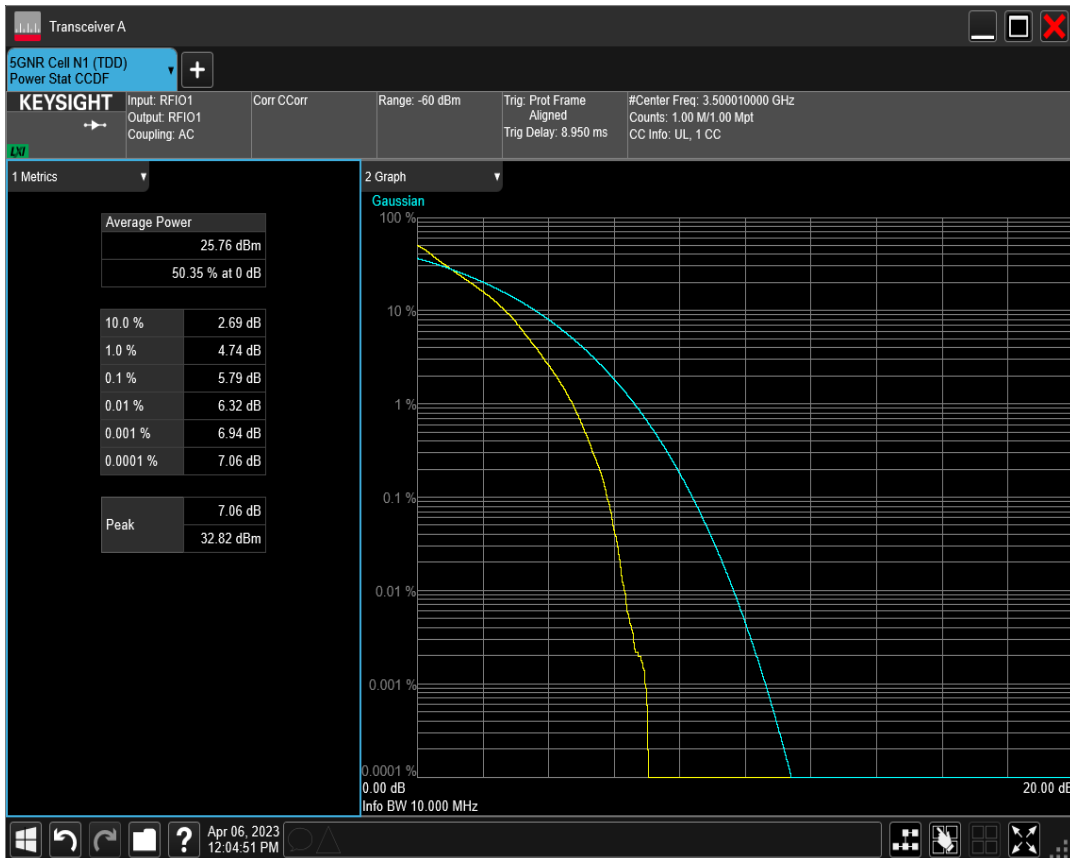 Transceiver A
5GNR Cell N1 (TDD)
Power Stat CCDF
+
KEYSIGHT
LXI
Input: RFIO1
Output: RFIO1
Coupling: AC
Corr CCorr
Range: -60 dBm
Trig: Prot Frame
Aligned
Trig Delay: 8.950 ms
#Center Freq: 3.500010000 GHz
Counts: 1.00 M/1.00 Mpt
CC Info: UL, 1 CC
1 Metrics
Average Power
25.76 dBm
50.35 % at 0 dB
10.0 % 2.69 dB
1.0 % 4.74 dB
0.1 % 5.79 dB
0.01 % 6.32 dB
0.001 % 6.94 dB
0.0001 % 7.06 dB
Peak
7.06 dB
32.82 dBm
2 Graph
Gaussian
100 %
10 %
1 %
0.1 %
0.01 %
0.001 %
0.0001 %
0.00 dB 20.00 dB
Info BW 10.000 MHz
?
Apr 06, 2023
12:04:51 PM